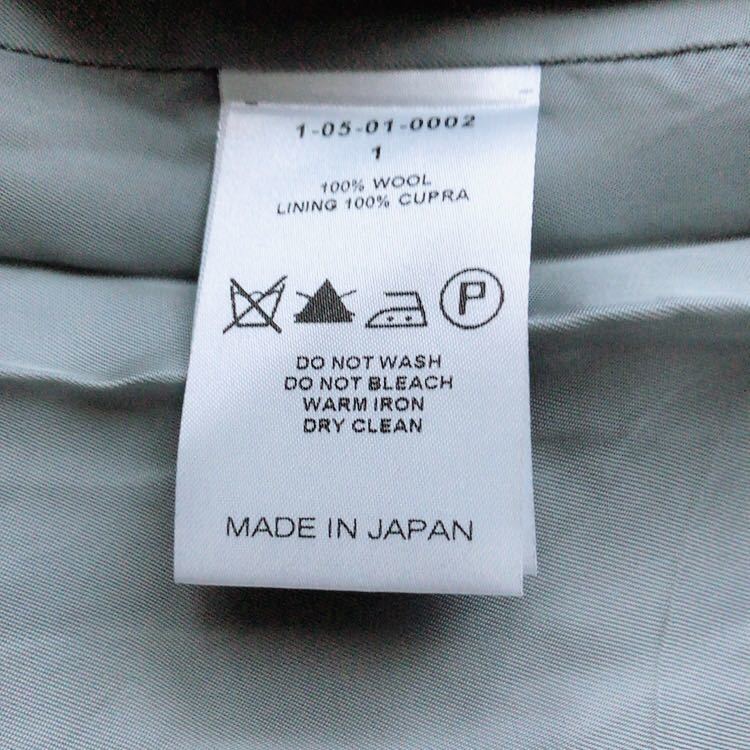 1-05-01-0002
1
100% WOOL
LINING 100% CUPRA
P
DO NOT WASH
DO NOT BLEACH
WARM IRON
DRY CLEAN
MADE IN JAPAN